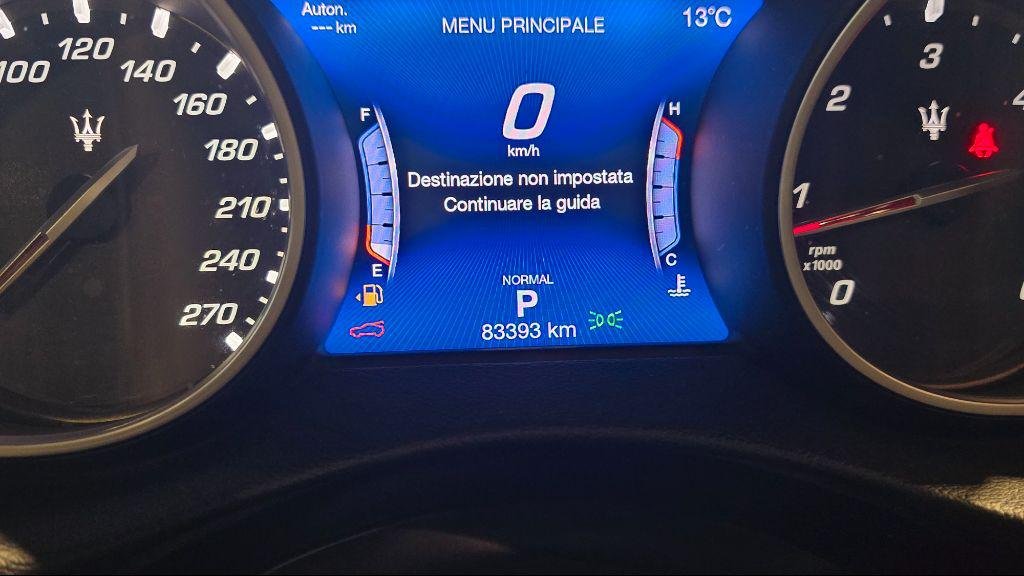 100
120
140
160
180
210
240
270
Auton.
--- km
MENU PRINCIPALE
13°C
F
E
0
km/h
Destinazione non impostata
Continuare la guida
H
C
NORMAL
P
83393 km
0
1
2
3
4
rpm
x1000